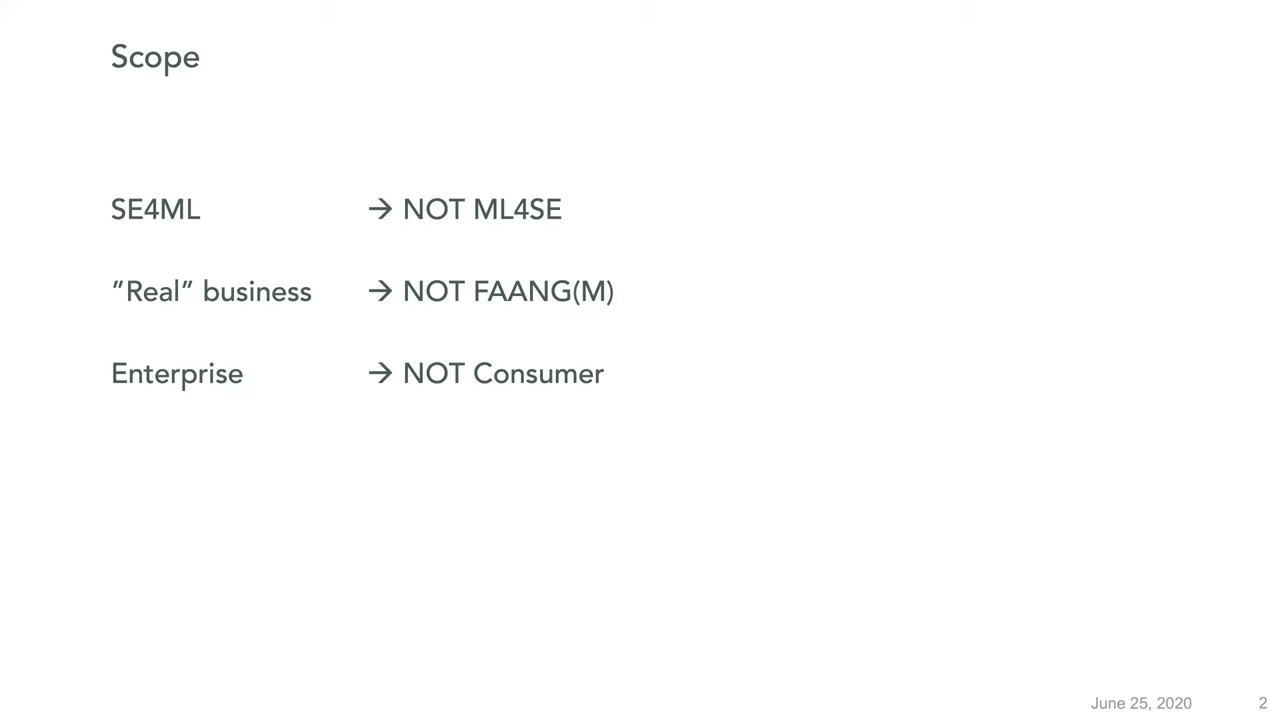 Scope
SE4ML → NOT ML4SE
”Real” business → NOT FAANG(M)
Enterprise → NOT Consumer
June 25, 2020 2